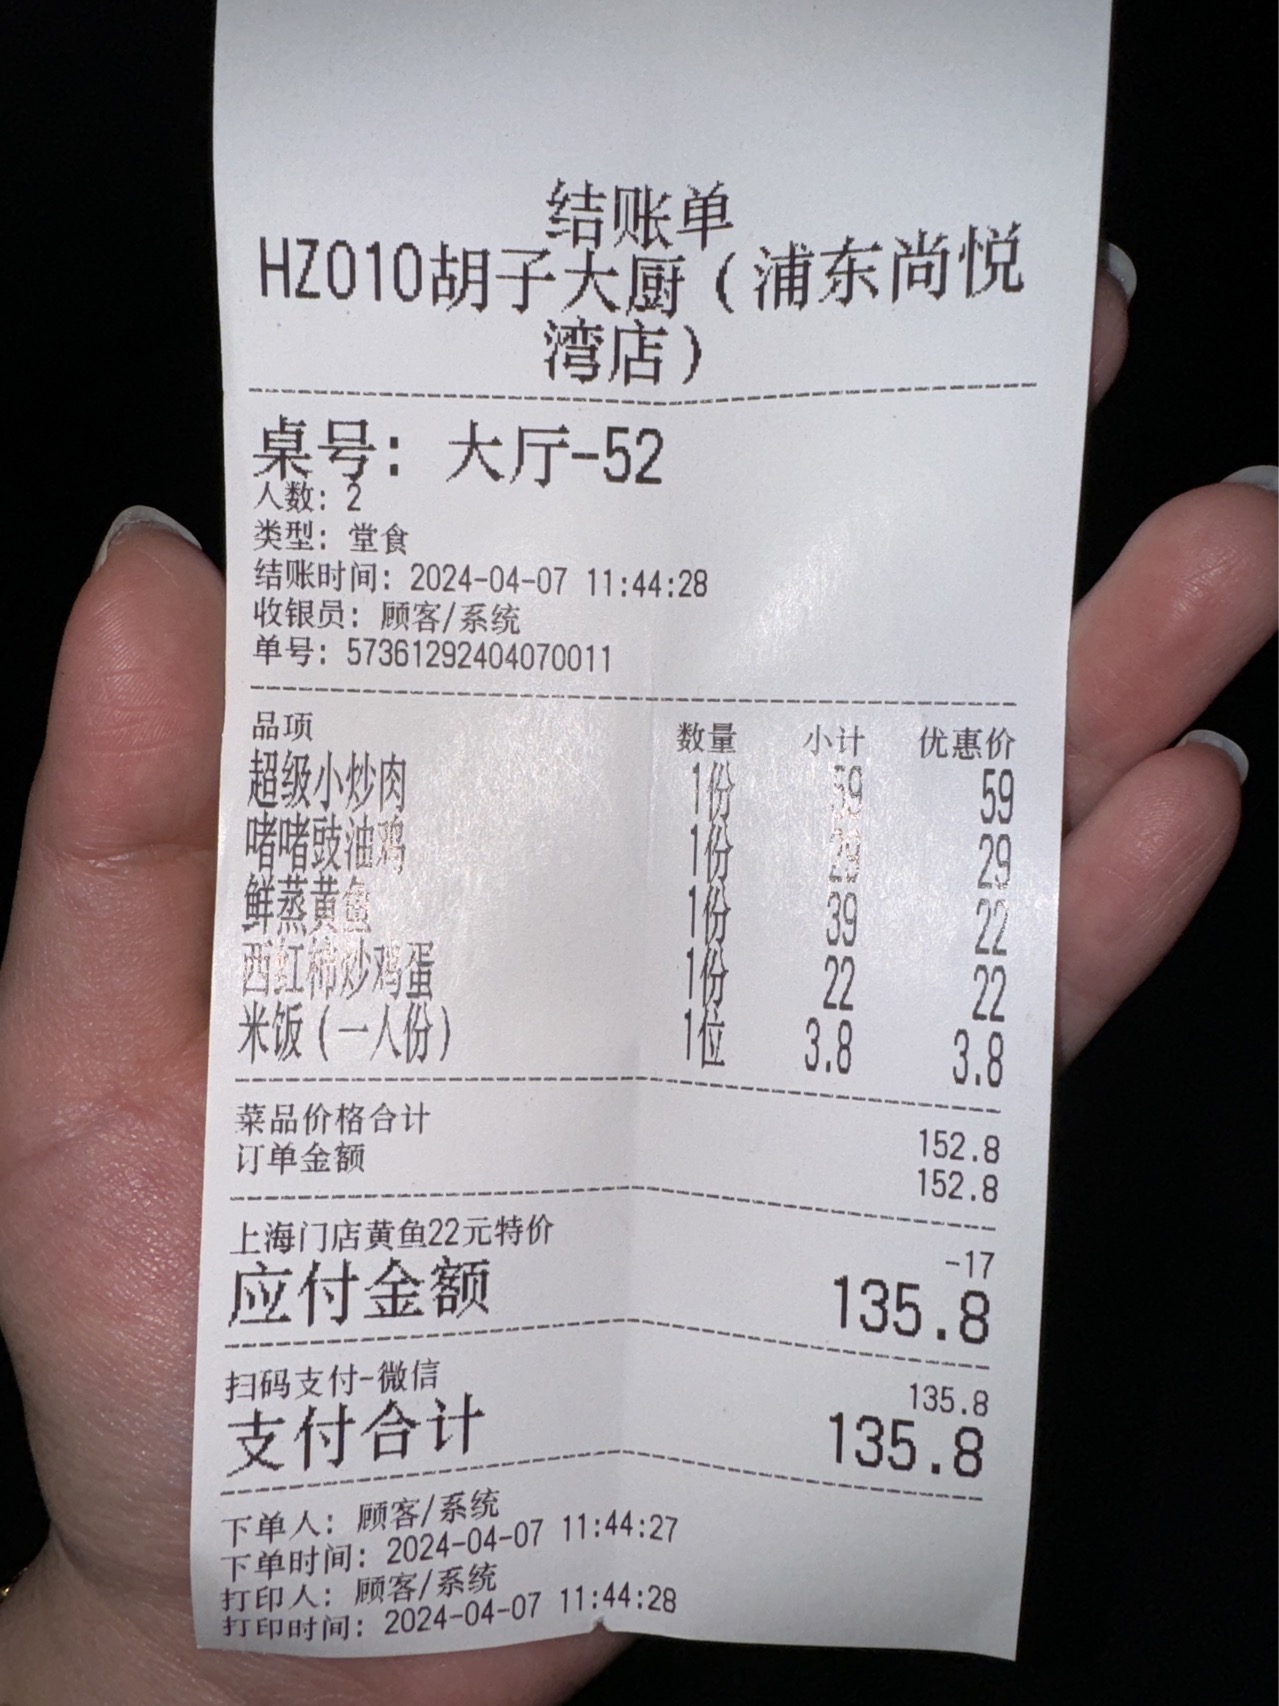 结账单
HZ010胡子大厨（浦东尚悦
湾店）
桌号：大厅-52
人数：2
类型：堂食
结账时间：2024-04-07 11:44:28
收银员：顾客/系统
单号：57361292404070011
品项 数量 小计 优惠价
超级小炒肉 1份 59 59
啫啫豉油鸡 1份 29 29
鲜蒸黄鱼 1份 39 22
西红柿炒鸡蛋 1份 22 22
米饭（一人份） 1位 3.8 3.8
菜品价格合计 152.8
订单金额 152.8
上海门店黄鱼22元特价 -17
应付金额 135.8
扫码支付-微信 135.8
支付合计 135.8
下单人：顾客/系统
下单时间：2024-04-07 11:44:27
打印人：顾客/系统
打印时间：2024-04-07 11:44:28